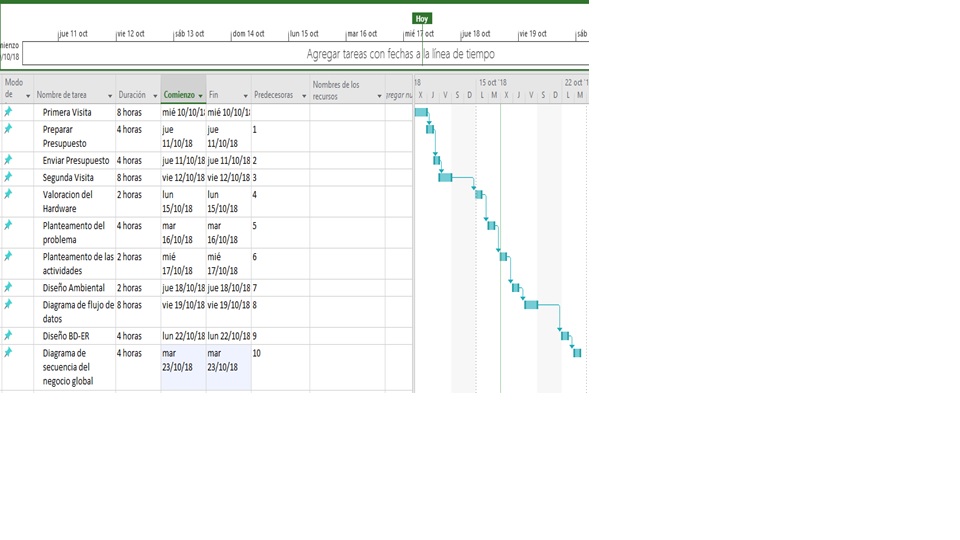 Hoy
jue 11 oct vie 12 oct sáb 13 oct dom 14 oct lun 15 oct mar 16 oct mié 17 oct jue 18 oct vie 19 oct sáb
mienzo
/10/18
Agregar tareas con fechas a la línea de tiempo
Modo de Nombre de tarea Duración Comienzo Fin Predecesoras Nombres de los recursos regar nu
18 15 oct '18 22 oct '1
X J V S D L M X J V S D L M
Primera Visita 8 horas mié 10/10/1 mié 10/10/1
Preparar jue jue
Presupuesto 4 horas 11/10/18 11/10/18 1
Enviar Presupuesto 4 horas jue 11/10/18 jue 11/10/18 2
Segunda Visita 8 horas vie 12/10/18 vie 12/10/18 3
Valoracion del 2 horas lun lun 4
Hardware 15/10/18 15/10/18
Planteamento del 4 horas mar mar 5
problema 16/10/18 16/10/18
Planteamento de las 2 horas mié mié 6
actividades 17/10/18 17/10/18
Diseño Ambiental 2 horas jue 18/10/18 jue 18/10/18 7
Diagrama de flujo de 8 horas vie 19/10/18 vie 19/10/18 8
datos
Diseño BD-ER 4 horas lun 22/10/18 lun 22/10/18 9
Diagrama de 4 horas mar mar 10
secuencia del 23/10/18 23/10/18
negocio global